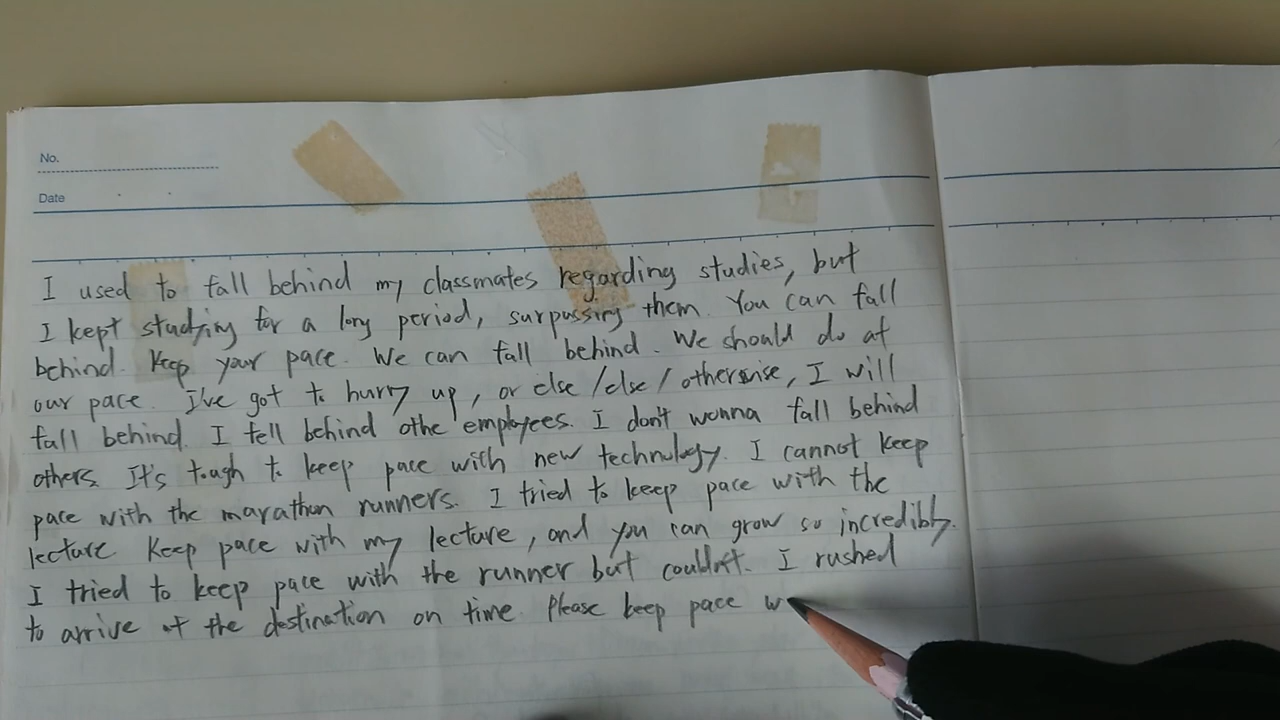 No.
Date
I used to fall behind my classmates regarding studies, but
I kept studying for a long period, surpassing them. You can fall
behind. Keep your pace. We can fall behind. We should do at
our pace. I've got to hurry up, or else /else/ otherwise, I will
fall behind. I fell behind othe employees. I don't wanna fall behind
others. It's tough to keep pace with new technology. I cannot keep
pace with the marathon runners. I tried to keep pace with the
lecture Keep pace with my lecture, and you can grow so incredibly.
I tried to keep pace with the runner but couldn't. I rushed
to arrive at the destination on time. Please keep pace w